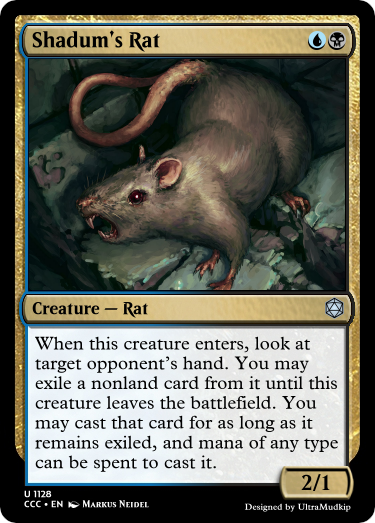 Shadum's Rat
Creature — Rat
When this creature enters, look at
target opponent's hand. You may
exile a nonland card from it until this
creature leaves the battlefield. You
may cast that card for as long as it
remains exiled, and mana of any type
can be spent to cast it.
2/1
U 1128
CCC • EN Markus Neidel
Designed by UltraMudkip